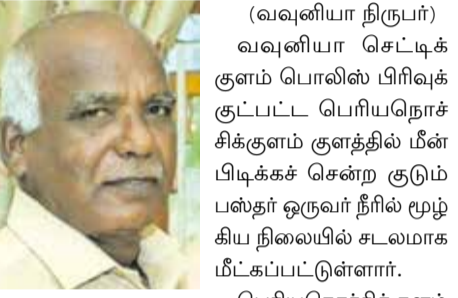 (வவுனியா நிருபர்)
வவுனியா செட்டிக்
குளம் பொலிஸ் பிரிவுக்
குட்பட்ட பெரியநொச்
சிக்குளம் குளத்தில் மீன்
பிடிக்கச் சென்ற குடும்
பஸ்தர் ஒருவர் நீரில் மூழ்
கிய நிலையில் சடலமாக
மீட்கப்பட்டுள்ளார்.